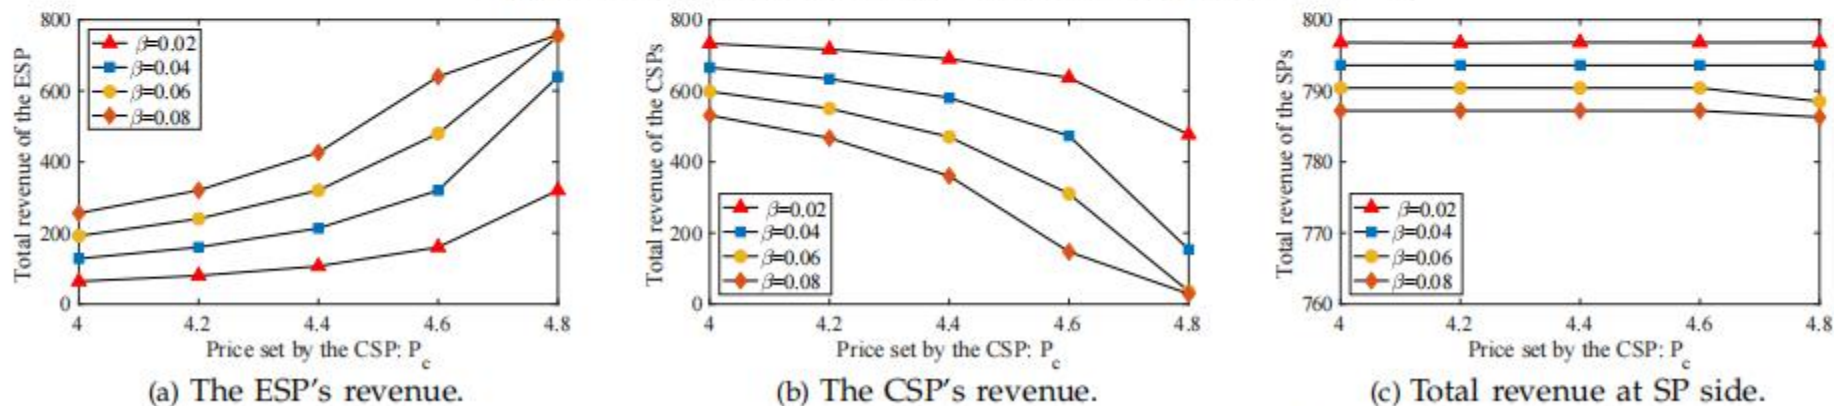 Total revenue of the ESP
800
600
400
200
0
β=0.02
β=0.04
β=0.06
β=0.08
4 4.2 4.4 4.6 4.8
Price set by the CSP: P_c
(a) The ESP's revenue.
Total revenue of the CSPs
800
600
400
200
0
β=0.02
β=0.04
β=0.06
β=0.08
4 4.2 4.4 4.6 4.8
Price set by the CSP: P_c
(b) The CSP's revenue.
Total revenue of the SPs
800
790
780
770
760
β=0.02
β=0.04
β=0.06
β=0.08
4 4.2 4.4 4.6 4.8
Price set by the CSP: P_c
(c) Total revenue at SP side.